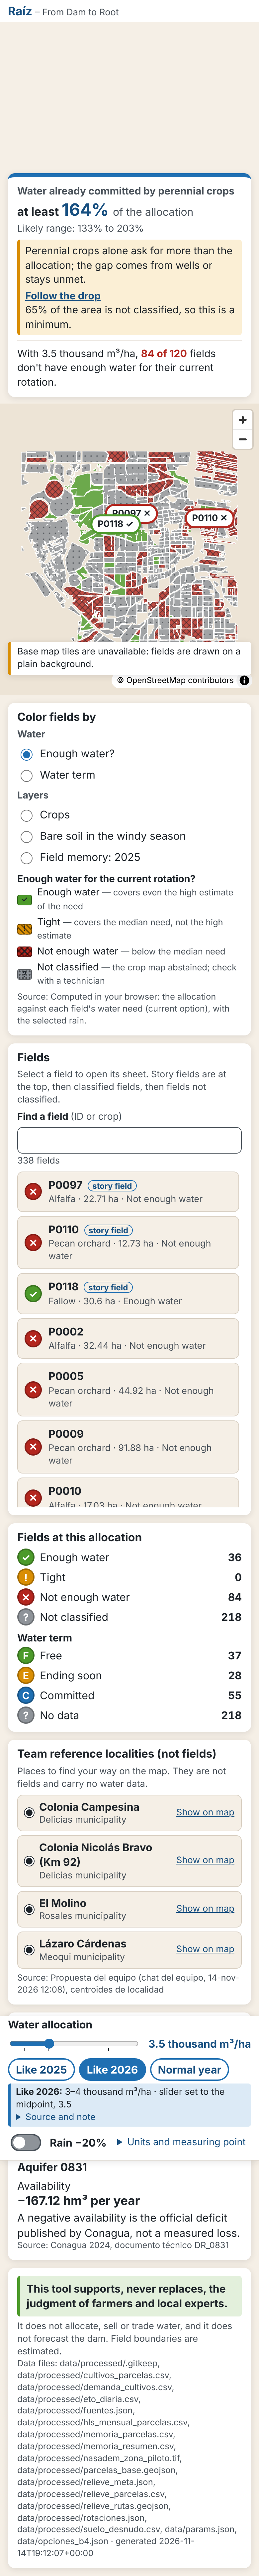 Raíz – From Dam to Root
Water already committed by perennial crops
at least 164% of the allocation
Likely range: 133% to 203%
Perennial crops alone ask for more than the
allocation; the gap comes from wells or
stays unmet.
Follow the drop
65% of the area is not classified, so this is a
minimum.
With 3.5 thousand m³/ha, 84 of 120 fields
don't have enough water for their current
rotation.
+
−
P0097 ✕
P0118 ✓
P0110 ✕
Base map tiles are unavailable: fields are drawn on a
plain background.
© OpenStreetMap contributors
Color fields by
Water
Enough water?
Water term
Layers
Crops
Bare soil in the windy season
Field memory: 2025
Enough water for the current rotation?
Enough water — covers even the high estimate
of the need
Tight — covers the median need, not the high
estimate
Not enough water — below the median need
Not classified — the crop map abstained; check
with a technician
Source: Computed in your browser: the allocation
against each field's water need (current option), with
the selected rain.
Fields
Select a field to open its sheet. Story fields are at
the top, then classified fields, then fields not
classified.
Find a field (ID or crop)
338 fields
P0097 story field
Alfalfa · 22.71 ha · Not enough water
P0110 story field
Pecan orchard · 12.73 ha · Not enough
water
P0118 story field
Fallow · 30.6 ha · Enough water
P0002
Alfalfa · 32.44 ha · Not enough water
P0005
Pecan orchard · 44.92 ha · Not enough
water
P0009
Pecan orchard · 91.88 ha · Not enough
water
P0010
Alfalfa · 17.03 ha · Not enough water
Fields at this allocation
Enough water 36
! Tight 0
Not enough water 84
? Not classified 218
Water term
F Free 37
E Ending soon 28
C Committed 55
? No data 218
Team reference localities (not fields)
Places to find your way on the map. They are not
fields and carry no water data.
Colonia Campesina Show on map
Delicias municipality
Colonia Nicolás Bravo
(Km 92) Show on map
Delicias municipality
El Molino Show on map
Rosales municipality
Lázaro Cárdenas Show on map
Meoqui municipality
Source: Propuesta del equipo (chat del equipo, 14-nov-
2026 12:08), centroides de localidad
Water allocation
3.5 thousand m³/ha
Like 2025 Like 2026 Normal year
Like 2026: 3–4 thousand m³/ha · slider set to the
midpoint, 3.5
▶ Source and note
Rain −20% ▶ Units and measuring point
Aquifer 0831
Availability
−167.12 hm³ per year
A negative availability is the official deficit
published by Conagua, not a measured loss.
Source: Conagua 2024, documento técnico DR_0831
This tool supports, never replaces, the
judgment of farmers and local experts.
It does not allocate, sell or trade water, and it does
not forecast the dam. Field boundaries are
estimated.
Data files: data/processed/.gitkeep,
data/processed/cultivos_parcelas.csv,
data/processed/demanda_cultivos.csv,
data/processed/eto_diaria.csv,
data/processed/fuentes.json,
data/processed/hls_mensual_parcelas.csv,
data/processed/memoria_parcelas.csv,
data/processed/memoria_resumen.csv,
data/processed/nasadem_zona_piloto.tif,
data/processed/parcelas_base.geojson,
data/processed/relieve_meta.json,
data/processed/relieve_parcelas.csv,
data/processed/relieve_rutas.geojson,
data/processed/rotaciones.json,
data/processed/suelo_desnudo.csv, data/params.json,
data/opciones_b4.json · generated 2026-11-
14T19:12:07+00:00